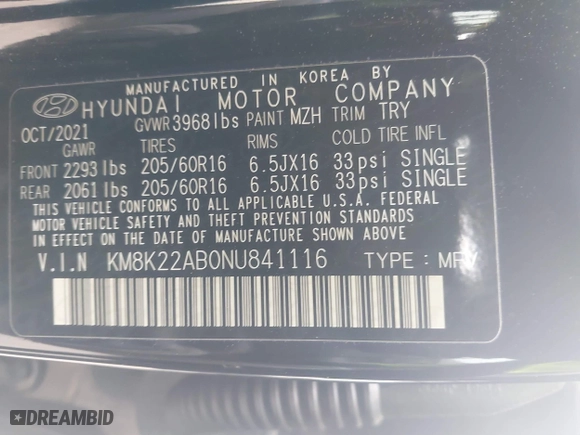 MANUFACTURED IN KOREA BY
HYUNDAI MOTOR COMPANY
OCT/2021 GVWR 3968lbs PAINT MZH TRIM TRY
GAWR TIRES RIMS COLD TIRE INFL
FRONT 2293lbs 205/60R16 6.5JX16 33psi SINGLE
REAR 2061lbs 205/60R16 6.5JX16 33psi SINGLE
THIS VEHICLE CONFORMS TO ALL APPLICABLE U.S.A. FEDERAL
MOTOR VEHICLE SAFETY AND THEFT PREVENTION STANDARDS
IN EFFECT ON THE DATE OF MANUFACTURE SHOWN ABOVE.
V.I.N KM8K22AB0NU841116 TYPE : MPV
DREAMBID